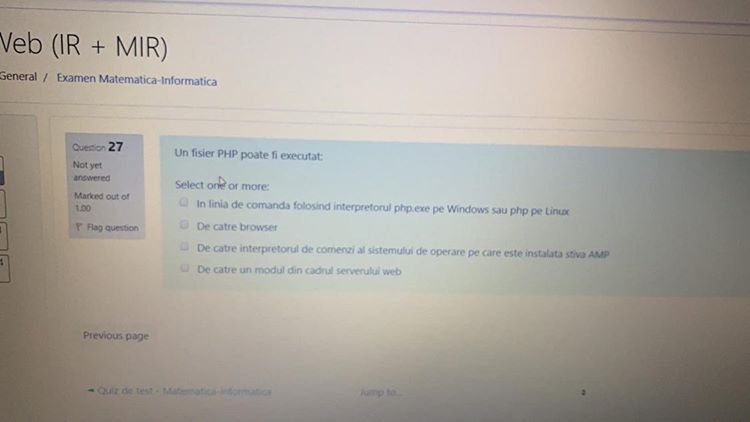 Web (IR + MIR)
General / Examen Matematica-Informatica
Question 27
Not yet
answered
Marked out of
1.00
Flag question
Un fisier PHP poate fi executat:
Select one or more:
In linia de comanda folosind interpretorul php.exe pe Windows sau php pe Linux
De catre browser
De catre interpretorul de comenzi al sistemului de operare pe care este instalata stiva AMP
De catre un modul din cadrul serverului web
Previous page
◄ Quiz de test - Matematica-Informatica
Jump to...